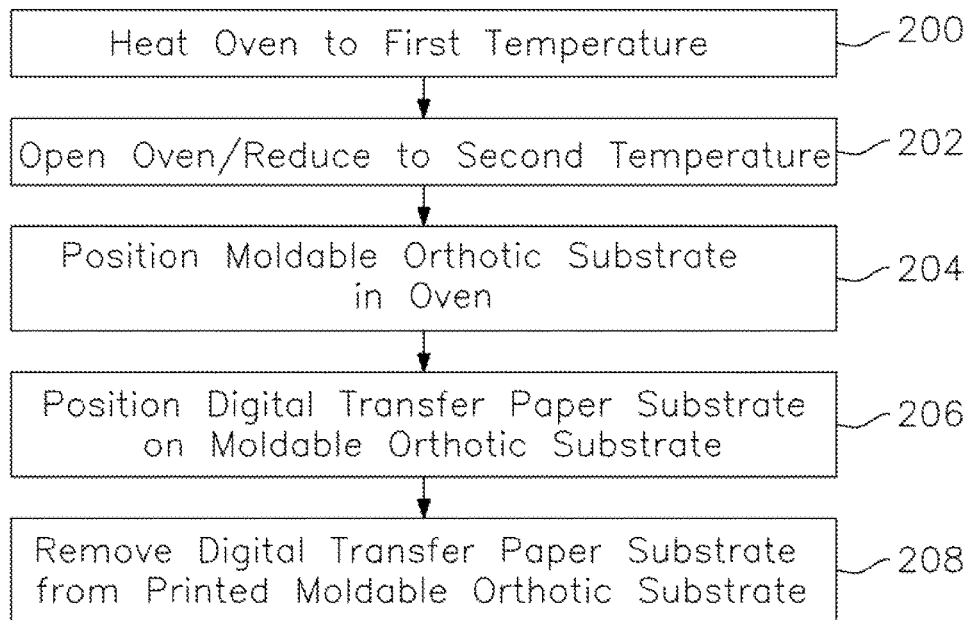 Heat Oven to First Temperature
200
Open Oven/Reduce to Second Temperature
202
Position Moldable Orthotic Substrate
in Oven
204
Position Digital Transfer Paper Substrate
on Moldable Orthotic Substrate
206
Remove Digital Transfer Paper Substrate
from Printed Moldable Orthotic Substrate
208